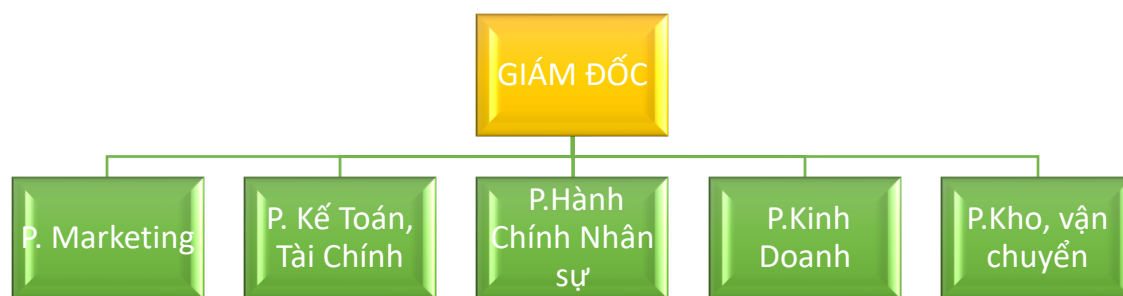 GIÁM ĐỐC
P. Marketing
P. Kế Toán,
Tài Chính
P.Hành
Chính Nhân
sự
P.Kinh
Doanh
P.Kho, vận
chuyển